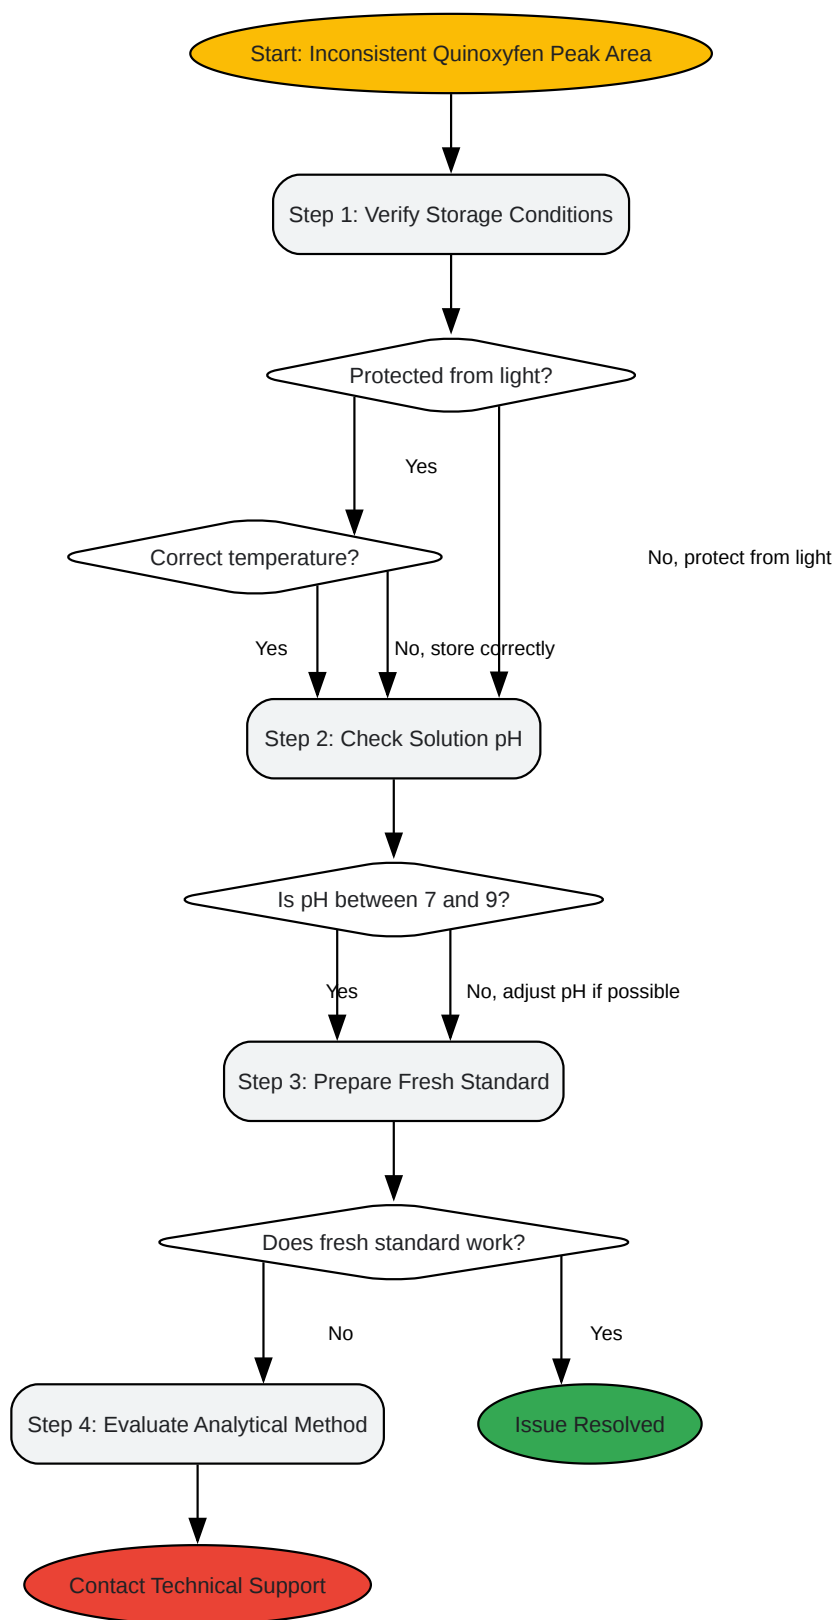 Start: Inconsistent Quinoxyfen Peak Area
Step 1: Verify Storage Conditions
Protected from light?
Yes
Correct temperature?
No, protect from light
Yes
No, store correctly
Step 2: Check Solution pH
Is pH between 7 and 9?
Yes
No, adjust pH if possible
Step 3: Prepare Fresh Standard
Does fresh standard work?
No
Yes
Step 4: Evaluate Analytical Method
Issue Resolved
Contact Technical Support